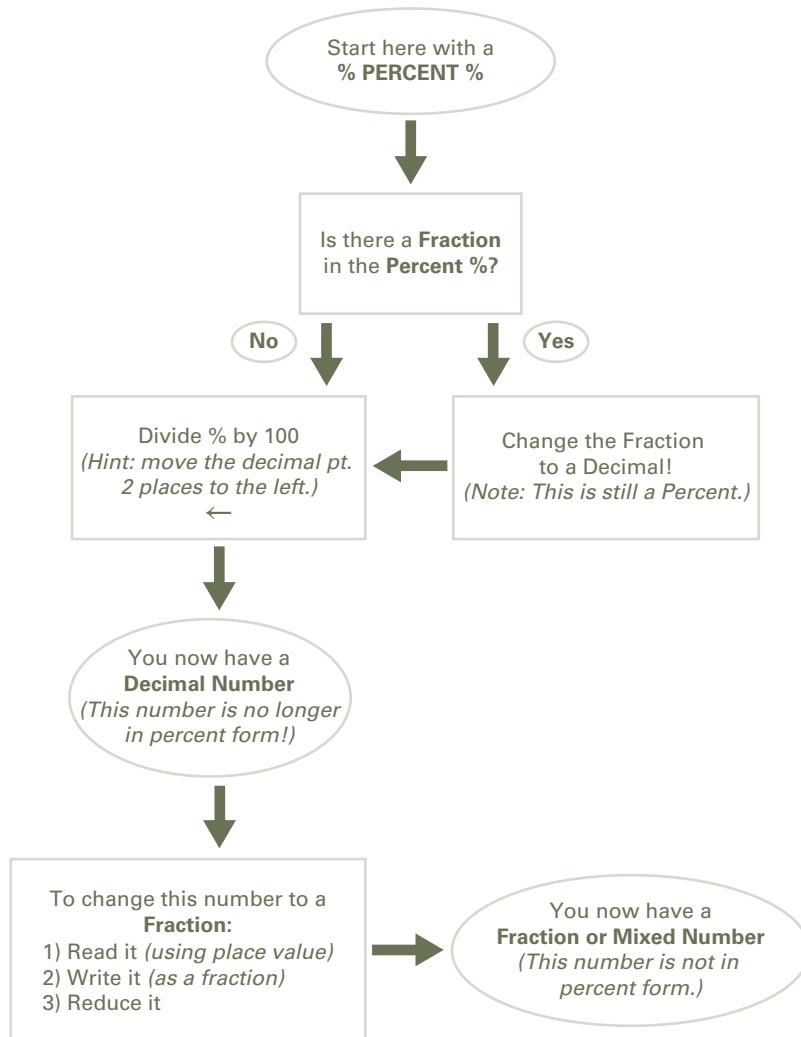 Start here with a
% PERCENT %
Is there a Fraction
in the Percent %?
No
Yes
Divide % by 100
(Hint: move the decimal pt.
2 places to the left.)
←
Change the Fraction
to a Decimal!
(Note: This is still a Percent.)
You now have a
Decimal Number
(This number is no longer
in percent form!)
To change this number to a
Fraction:
1) Read it (using place value)
2) Write it (as a fraction)
3) Reduce it
You now have a
Fraction or Mixed Number
(This number is not in
percent form.)